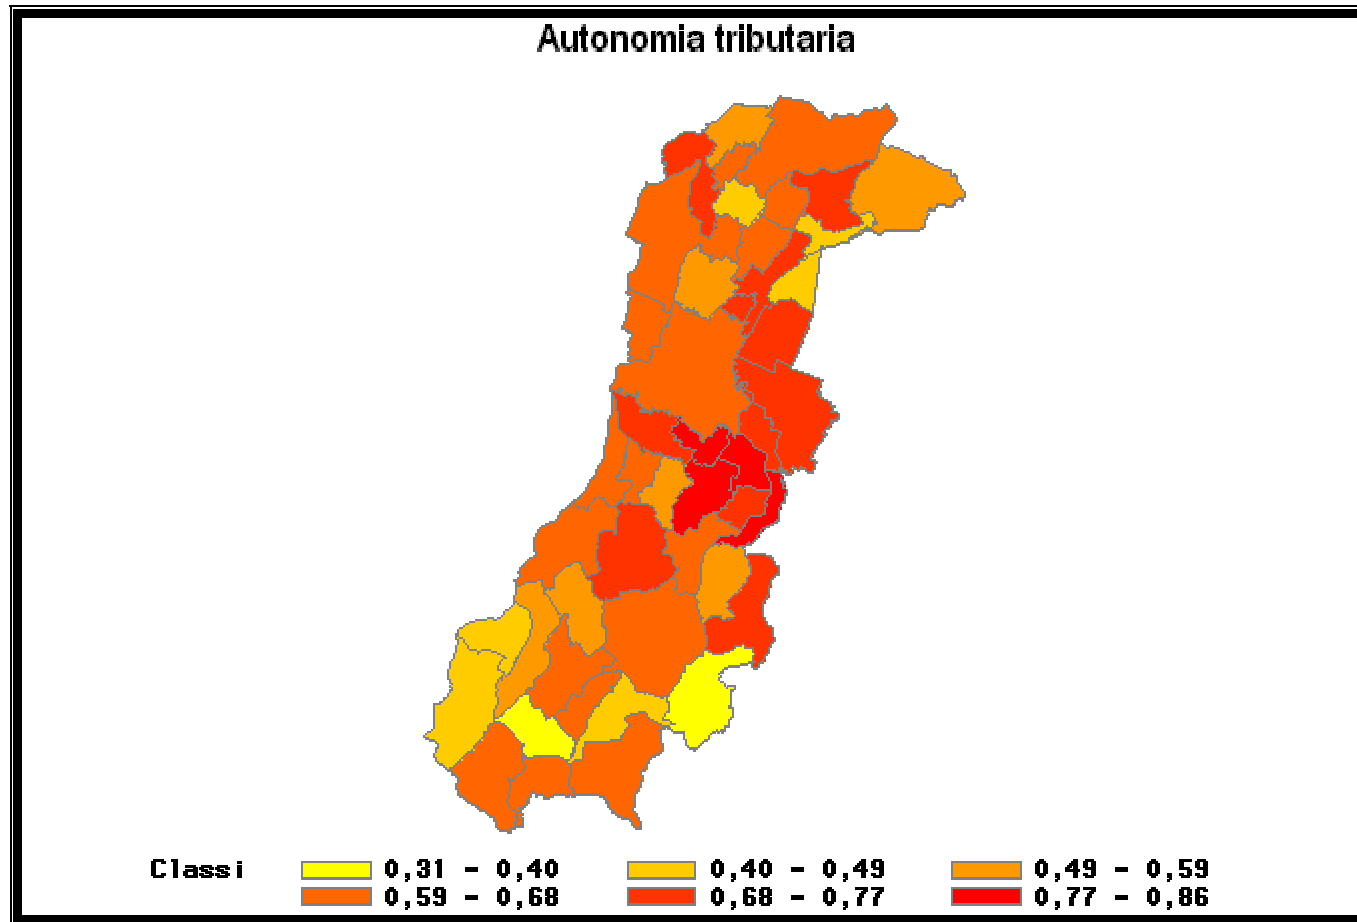 Autonomia tributaria
Classi 0,31 - 0,40 0,40 - 0,49 0,49 - 0,59
0,59 - 0,68 0,68 - 0,77 0,77 - 0,86